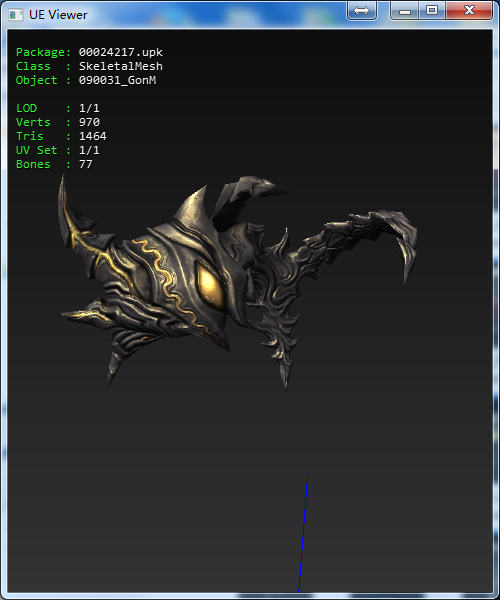 UE Viewer
Package: 00024217.upk
Class : SkeletalMesh
Object : 090031_GonM
LOD : 1/1
Verts : 970
Tris : 1464
UV Set : 1/1
Bones : 77